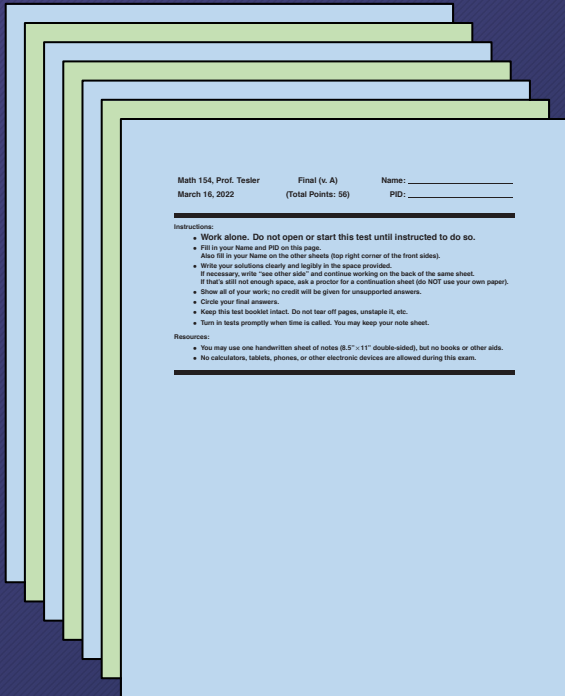 Math 154, Prof. Tesler Final (v. A) Name:
March 16, 2022 (Total Points: 56) PID:
Instructions:
• Work alone. Do not open or start this test until instructed to do so.
• Fill in your Name and PID on this page.
Also fill in your Name on the other sheets (top right corner of the front sides).
• Write your solutions clearly and legibly in the space provided.
If necessary, write “see other side” and continue working on the back of the same sheet.
If that’s still not enough space, ask a proctor for a continuation sheet (do NOT use your own paper).
• Show all of your work; no credit will be given for unsupported answers.
• Circle your final answers.
• Keep this test booklet intact. Do not tear off pages, unstaple it, etc.
• Turn in tests promptly when time is called. You may keep your note sheet.
Resources:
• You may use one handwritten sheet of notes (8.5”×11” double-sided), but no books or other aids.
• No calculators, tablets, phones, or other electronic devices are allowed during this exam.